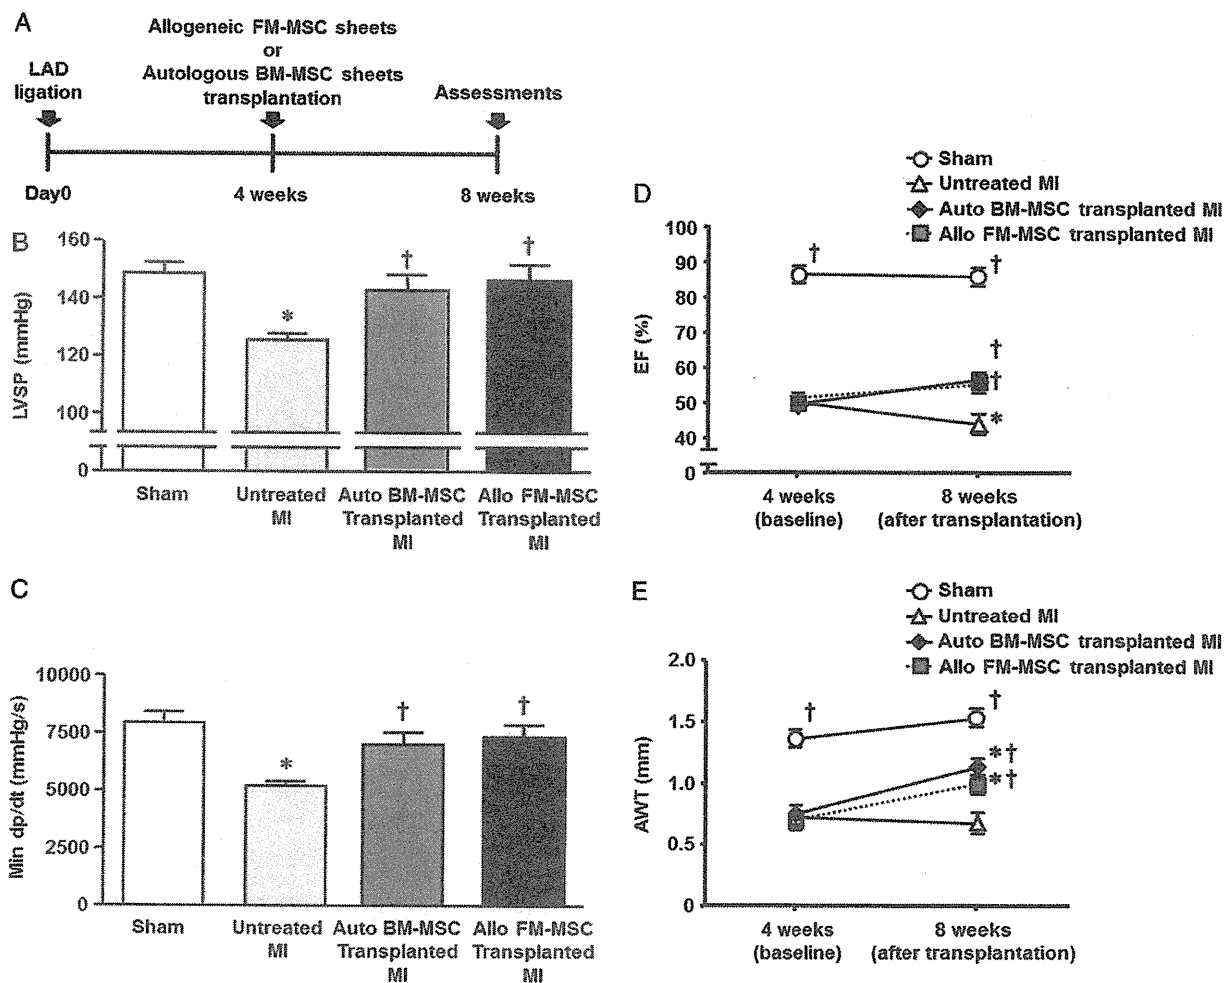 A
Allogeneic FM-MSC sheets
or
Autologous BM-MSC sheets
transplantation
LAD
ligation
Assessments
Day0
4 weeks
8 weeks
B
160
140
120
100
0
LVSP (mmHg)
*
†
†
Sham
Untreated
MI
Auto BM-MSC
Transplanted
MI
Allo FM-MSC
Transplanted
MI
C
10000
7500
5000
2500
0
Min dp/dt (mmHg/s)
*
†
†
Sham
Untreated
MI
Auto BM-MSC
Transplanted
MI
Allo FM-MSC
Transplanted
MI
D
Sham
Untreated MI
Auto BM-MSC transplanted MI
Allo FM-MSC transplanted MI
100
90
80
70
60
50
40
0
EF (%)
†
†
†
†
*
4 weeks
(baseline)
8 weeks
(after transplantation)
E
Sham
Untreated MI
Auto BM-MSC transplanted MI
Allo FM-MSC transplanted MI
2.0
1.5
1.0
0.5
0
AWT (mm)
†
†
*†
*†
4 weeks
(baseline)
8 weeks
(after transplantation)